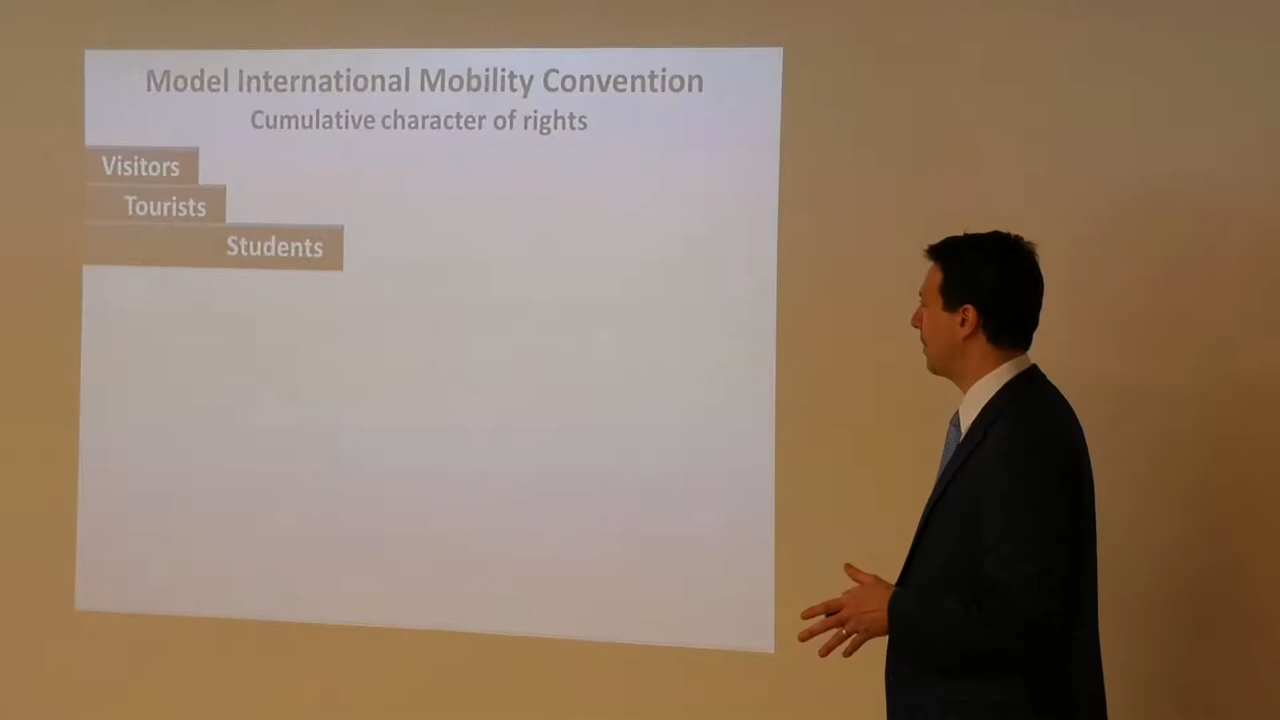 Model International Mobility Convention
Cumulative character of rights
Visitors
Tourists
Students